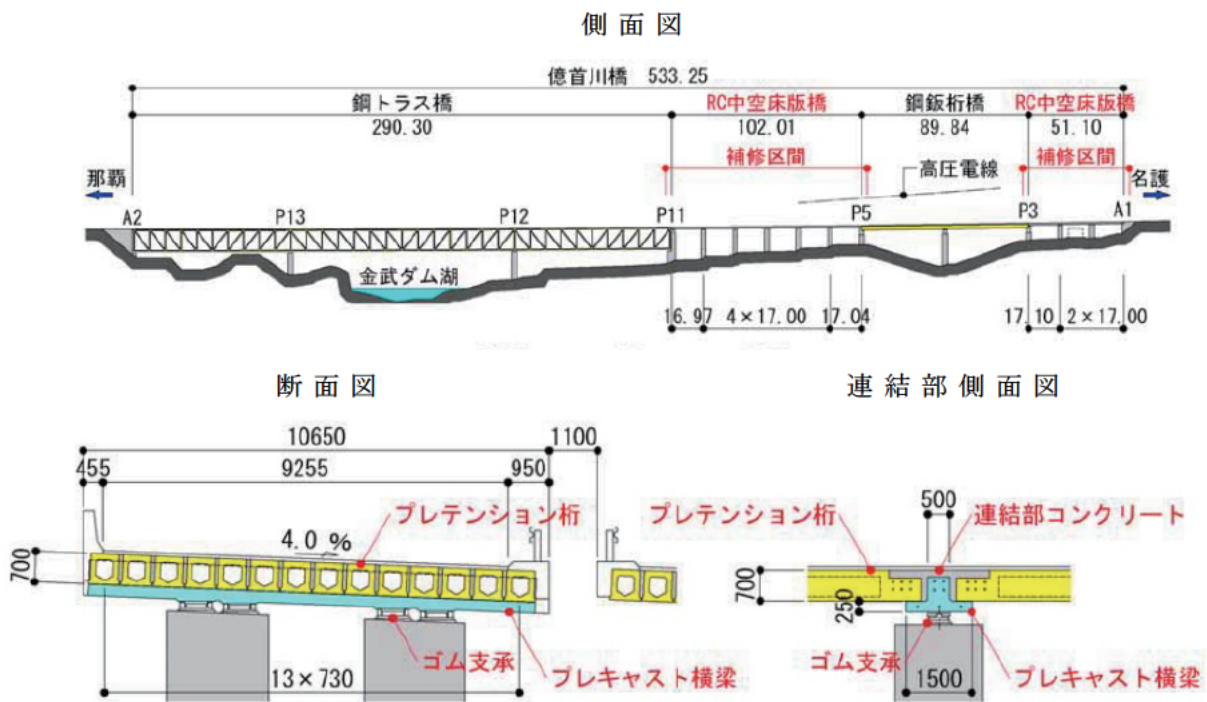 側面図
億首川橋 533.25
鋼トラス橋 RC中空床版橋 鋼鈑桁橋 RC中空床版橋
290.30 102.01 89.84 51.10
補修区間 補修区間
高圧電線
那覇 名護
A2 P13 P12 P11 P5 P3 A1
金武ダム湖
16.97 4×17.00 17.04 17.10 2×17.00
断面図
10650 1100
455 9255 950
プレテンション桁
4.0 %
700
ゴム支承
13×730
プレキャスト横梁
連結部側面図
500
プレテンション桁 連結部コンクリート
700
250
ゴム支承
1500
プレキャスト横梁